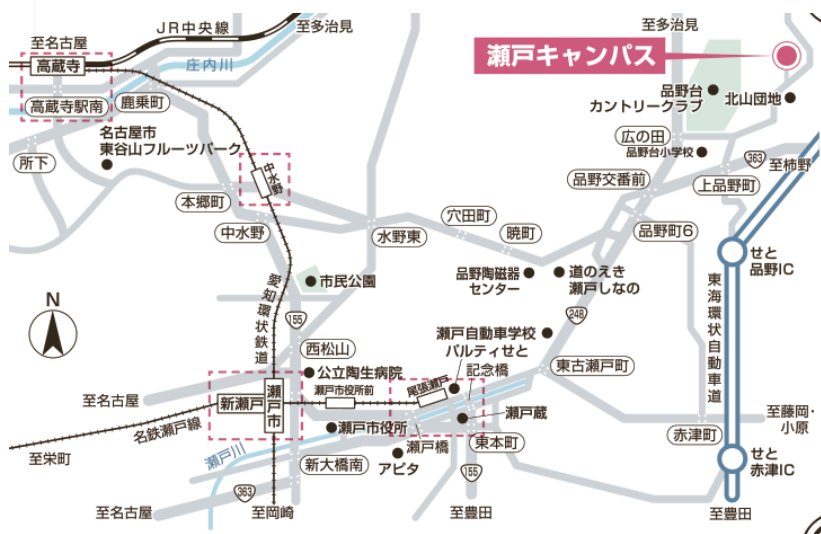 JR中央線
至多治見
至多治見
至名古屋
瀬戸キャンパス
高蔵寺
庄内川
品野台
カントリークラブ
北山団地
高蔵寺駅南
鹿乗町
名古屋市
東谷山フルーツパーク
広の田
品野台小学校
363
至柿野
所下
中水野
品野交番前
上品野町
本郷町
中水野
水野東
穴田町
暁町
品野町6
せと
品野IC
市民公園
品野陶磁器
センター
道のえき
瀬戸しなの
愛知環状鉄道
東海環状自動車道
N
155
248
西松山
瀬戸自動車学校
パルティせと
記念橋
東古瀬戸町
公立陶生病院
瀬戸市役所前
尾張瀬戸
至名古屋
新瀬戸
瀬戸市
名鉄瀬戸線
瀬戸蔵
至藤岡・
小原
赤津町
瀬戸市役所
瀬戸橋
東本町
至栄町
瀬戸川
新大橋南
アピタ
155
せと
赤津IC
363
至名古屋
至岡崎
至豊田
至豊田